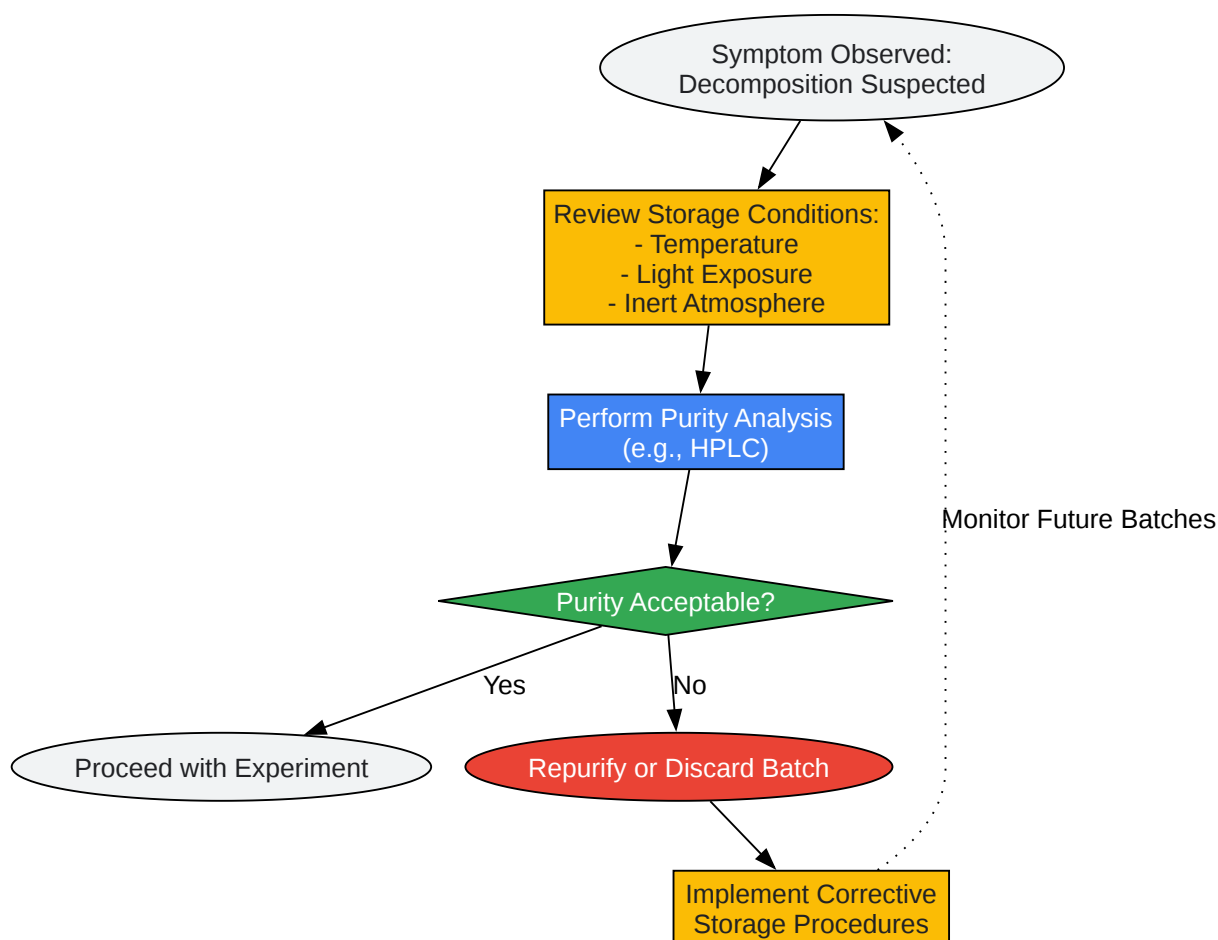 Symptom Observed:
Decomposition Suspected
Review Storage Conditions:
- Temperature
- Light Exposure
- Inert Atmosphere
Perform Purity Analysis
(e.g., HPLC)
Monitor Future Batches
Purity Acceptable?
Yes
No
Proceed with Experiment
Repurify or Discard Batch
Implement Corrective
Storage Procedures